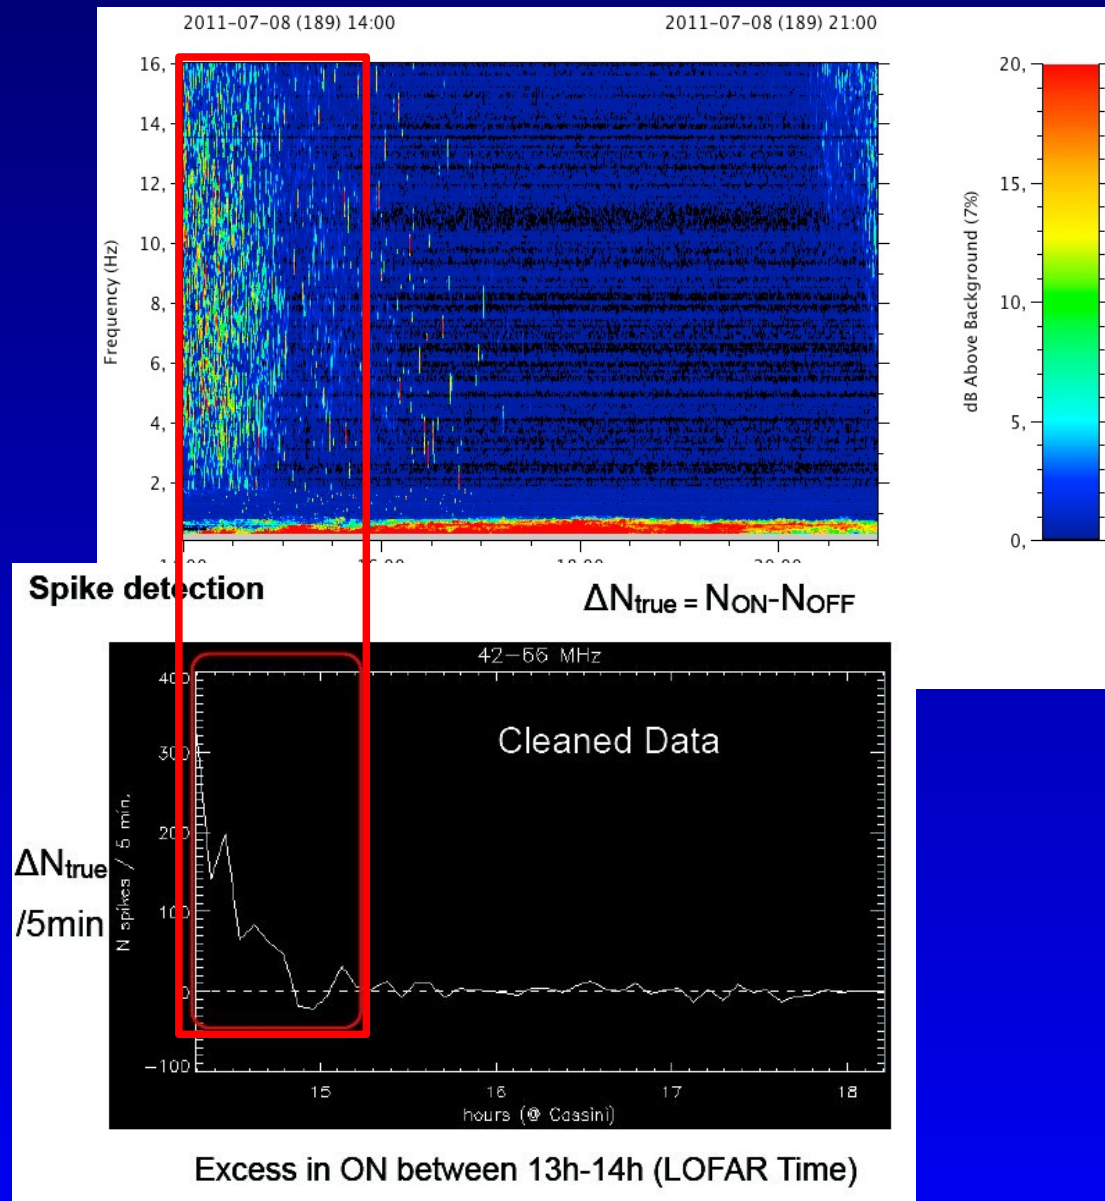 2011-07-08 (189) 14:00
2011-07-08 (189) 21:00
16,
14,
12,
10,
8,
6,
4,
2,
Frequency (Hz)
20,
15,
10,
5,
0,
dB Above Background (7%)
Spike detection
ΔNtrue = NON-NOFF
42-66 MHz
Cleaned Data
400
300
200
100
0
-100
N spikes / 5 min.
ΔNtrue
/5min
15
16
17
18
hours (@ Cassini)
Excess in ON between 13h-14h (LOFAR Time)